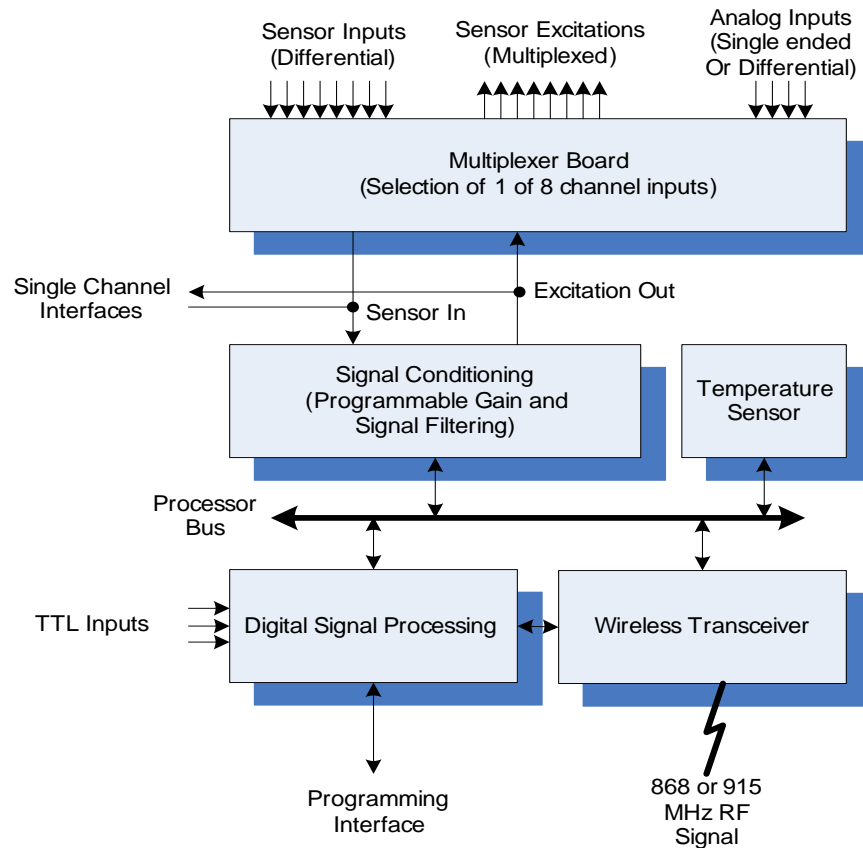 Sensor Inputs
(Differential)
Sensor Excitations
(Multiplexed)
Analog Inputs
(Single ended
Or Differential)
Multiplexer Board
(Selection of 1 of 8 channel inputs)
Single Channel
Interfaces
Excitation Out
Sensor In
Signal Conditioning
(Programmable Gain and
Signal Filtering)
Temperature
Sensor
Processor
Bus
TTL Inputs
Digital Signal Processing
Wireless Transceiver
Programming
Interface
868 or 915
MHz RF
Signal